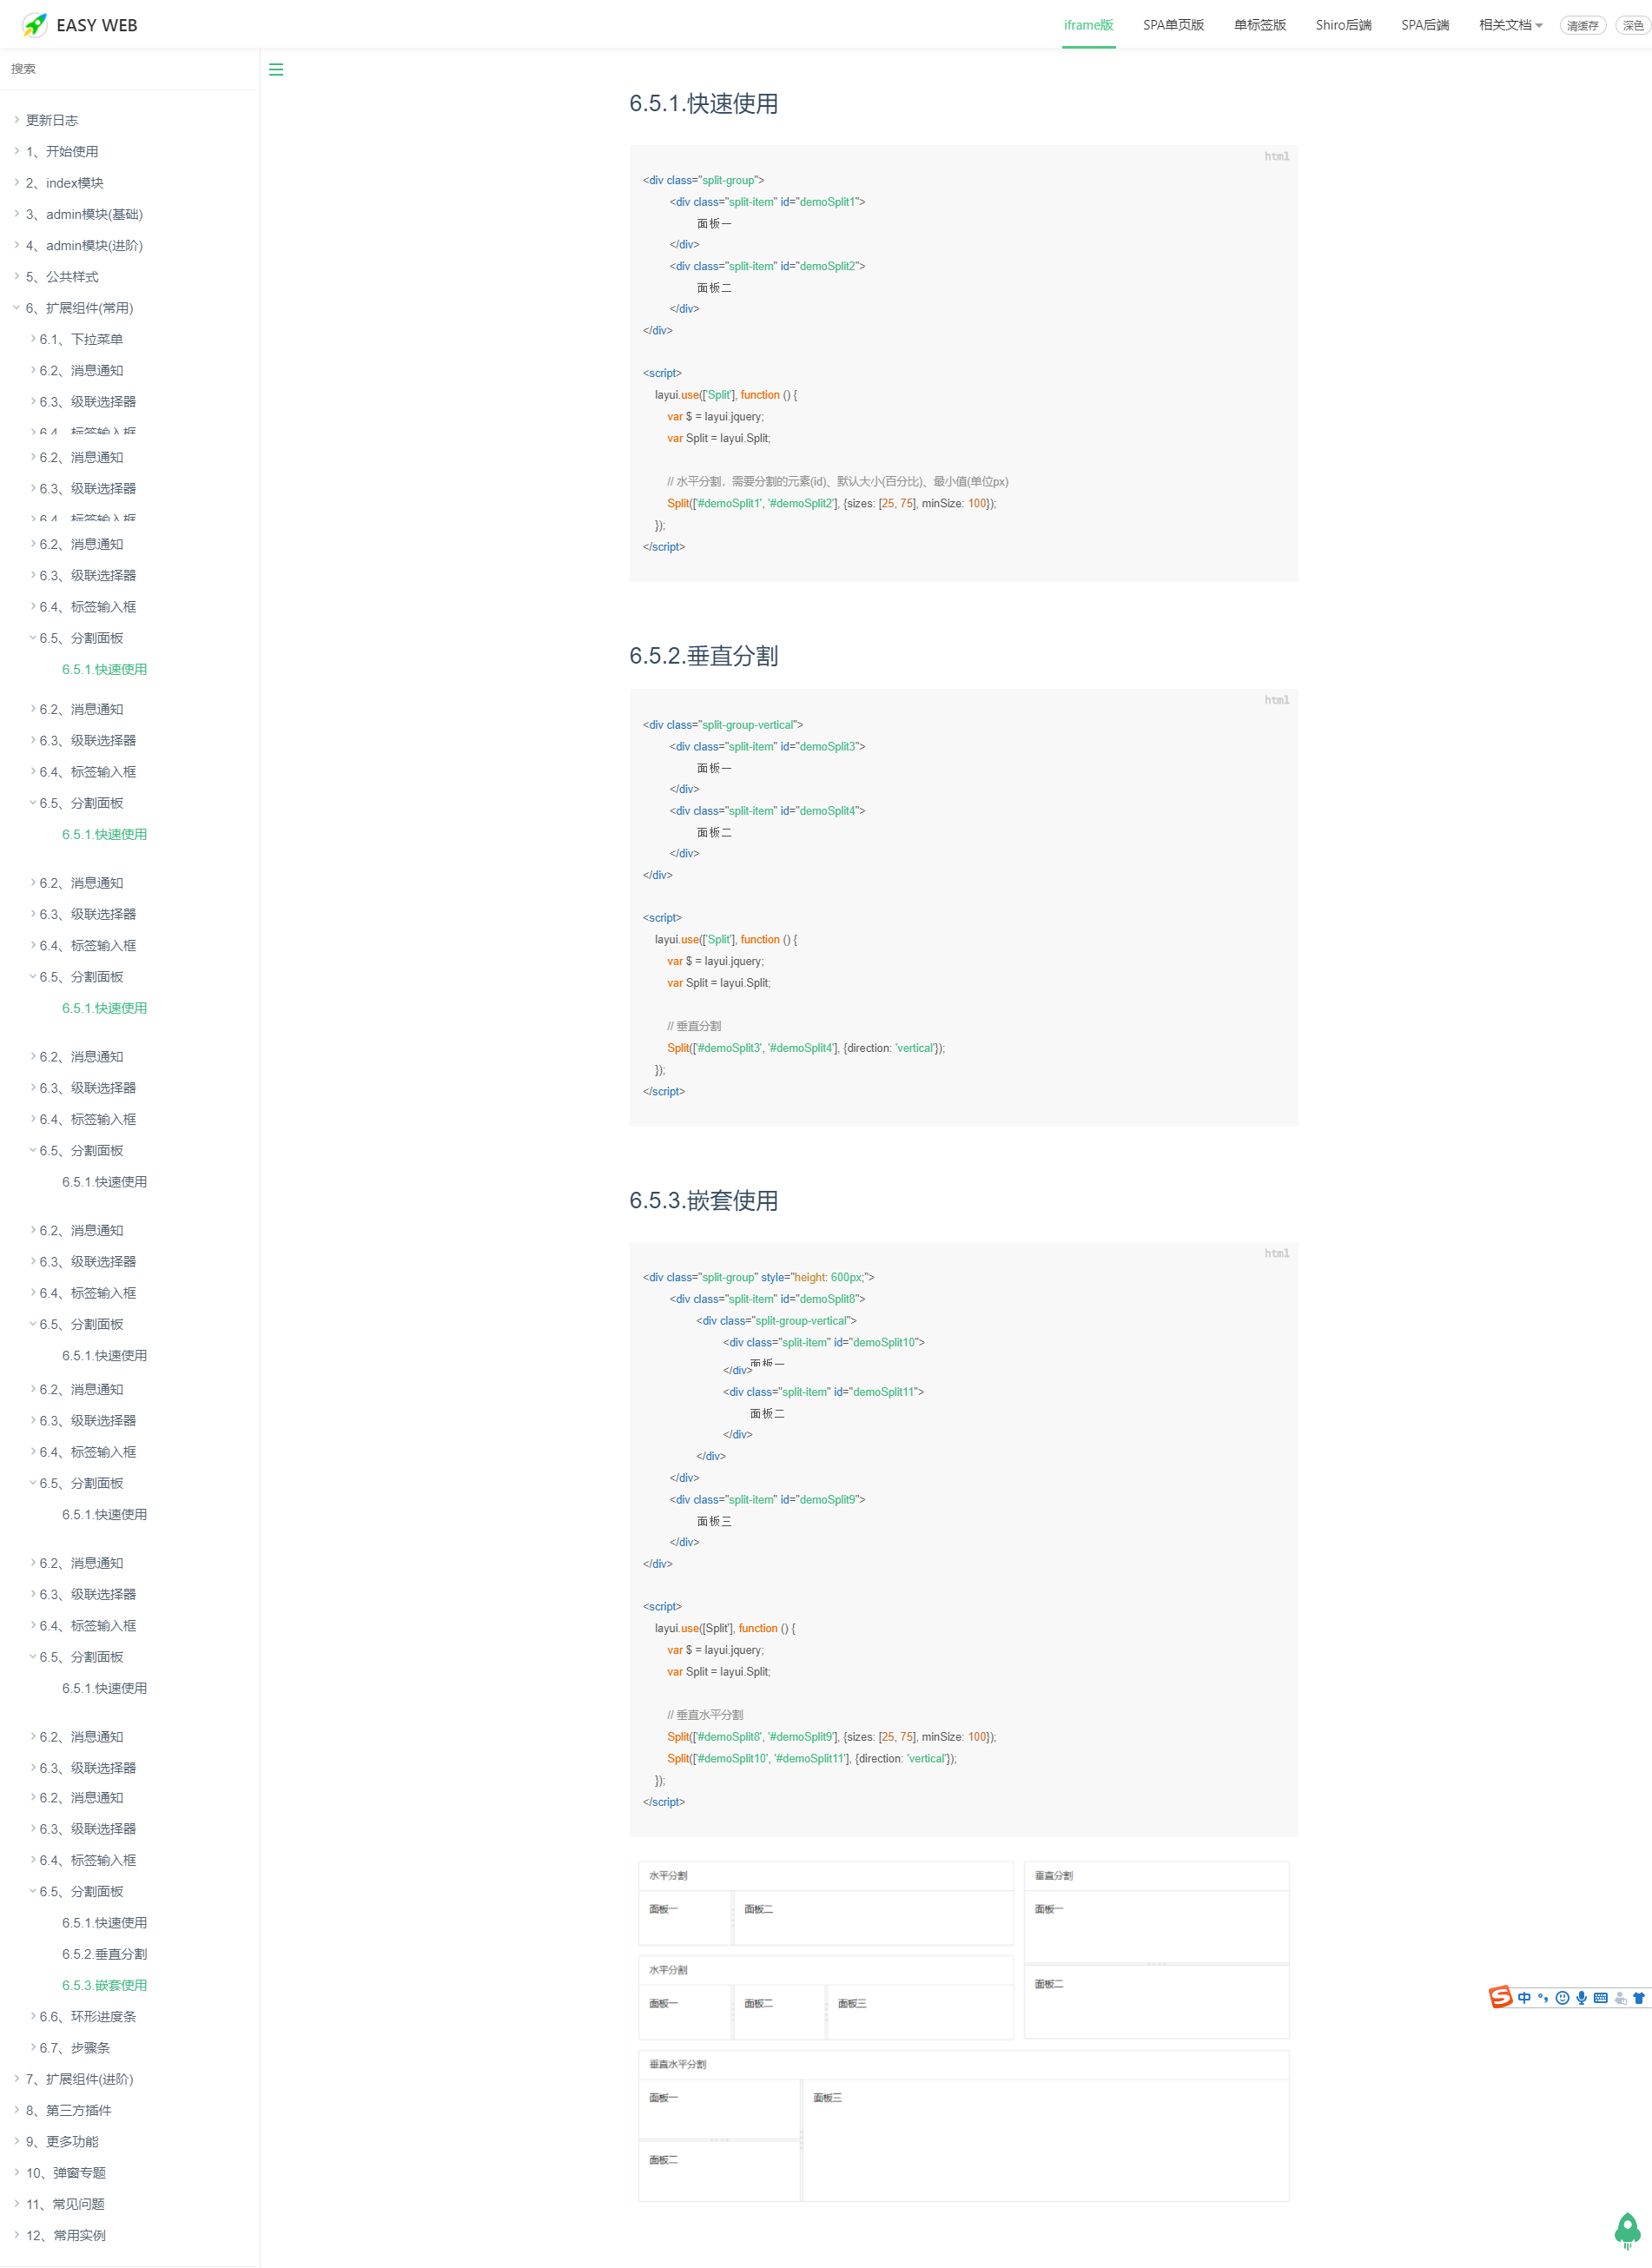 EASY WEB
iframe版 SPA单页版 单标签版 Shiro后端 SPA后端 相关文档 清缓存 深色
搜索
更新日志
1、开始使用
2、index模块
3、admin模块(基础)
4、admin模块(进阶)
5、公共样式
6、扩展组件(常用)
6.1、下拉菜单
6.2、消息通知
6.3、级联选择器
6.4、标签输入框
6.2、消息通知
6.3、级联选择器
6.4、标签输入框
6.2、消息通知
6.3、级联选择器
6.4、标签输入框
6.5、分割面板
6.5.1.快速使用
6.2、消息通知
6.3、级联选择器
6.4、标签输入框
6.5、分割面板
6.5.1.快速使用
6.2、消息通知
6.3、级联选择器
6.4、标签输入框
6.5、分割面板
6.5.1.快速使用
6.2、消息通知
6.3、级联选择器
6.4、标签输入框
6.5、分割面板
6.5.1.快速使用
6.2、消息通知
6.3、级联选择器
6.4、标签输入框
6.5、分割面板
6.5.1.快速使用
6.2、消息通知
6.3、级联选择器
6.4、标签输入框
6.5、分割面板
6.5.1.快速使用
6.2、消息通知
6.3、级联选择器
6.4、标签输入框
6.5、分割面板
6.5.1.快速使用
6.2、消息通知
6.3、级联选择器
6.2、消息通知
6.3、级联选择器
6.4、标签输入框
6.5、分割面板
6.5.1.快速使用
6.5.2.垂直分割
6.5.3.嵌套使用
6.6、环形进度条
6.7、步骤条
7、扩展组件(进阶)
8、第三方插件
9、更多功能
10、弹窗专题
11、常见问题
12、常用实例
6.5.1.快速使用
html
<div class="split-group">
<div class="split-item" id="demoSplit1">
面板一
</div>
<div class="split-item" id="demoSplit2">
面板二
</div>
</div>
<script>
layui.use(['Split'], function () {
var $ = layui.jquery;
var Split = layui.Split;
// 水平分割，需要分割的元素(id)、默认大小(百分比)、最小值(单位px)
Split(['#demoSplit1', '#demoSplit2'], {sizes: [25, 75], minSize: 100});
});
</script>
6.5.2.垂直分割
html
<div class="split-group-vertical">
<div class="split-item" id="demoSplit3">
面板一
</div>
<div class="split-item" id="demoSplit4">
面板二
</div>
</div>
<script>
layui.use(['Split'], function () {
var $ = layui.jquery;
var Split = layui.Split;
// 垂直分割
Split(['#demoSplit3', '#demoSplit4'], {direction: 'vertical'});
});
</script>
6.5.3.嵌套使用
html
<div class="split-group" style="height: 600px;">
<div class="split-item" id="demoSplit8">
<div class="split-group-vertical">
<div class="split-item" id="demoSplit10">
面板一
</div>
<div class="split-item" id="demoSplit11">
面板二
</div>
</div>
</div>
<div class="split-item" id="demoSplit9">
面板三
</div>
</div>
<script>
layui.use([Split'], function () {
var $ = layui.jquery;
var Split = layui.Split;
// 垂直水平分割
Split(['#demoSplit8', '#demoSplit9'], {sizes: [25, 75], minSize: 100});
Split(['#demoSplit10', '#demoSplit11'], {direction: 'vertical'});
});
</script>
水平分割
面板一 面板二
垂直分割
面板一
面板二
水平分割
面板一 面板二 面板三
垂直水平分割
面板一 面板三
面板二
中